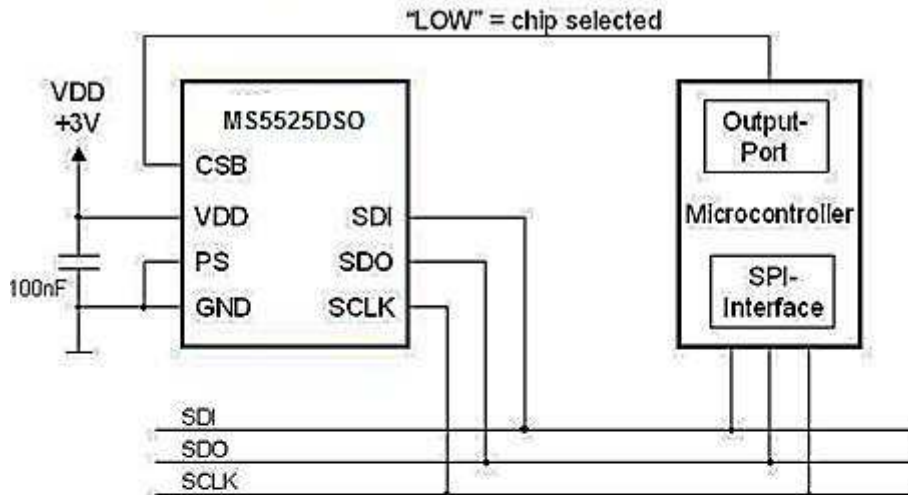 "LOW" = chip selected
VDD
+3V
MS5525DSO
CSB
VDD
PS
GND
SDI
SDO
SCLK
100nF
Output-
Port
Microcontroller
SPI-
Interface
SDI
SDO
SCLK